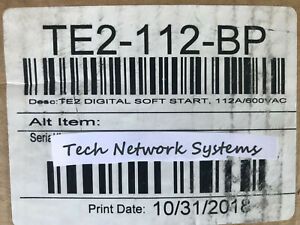 TE2-112-BP
Desc:TE2 DIGITAL SOFT START, 112A/600VAC
Alt Item:
Serial
Tech Network Systems
Print Date: 10/31/2018